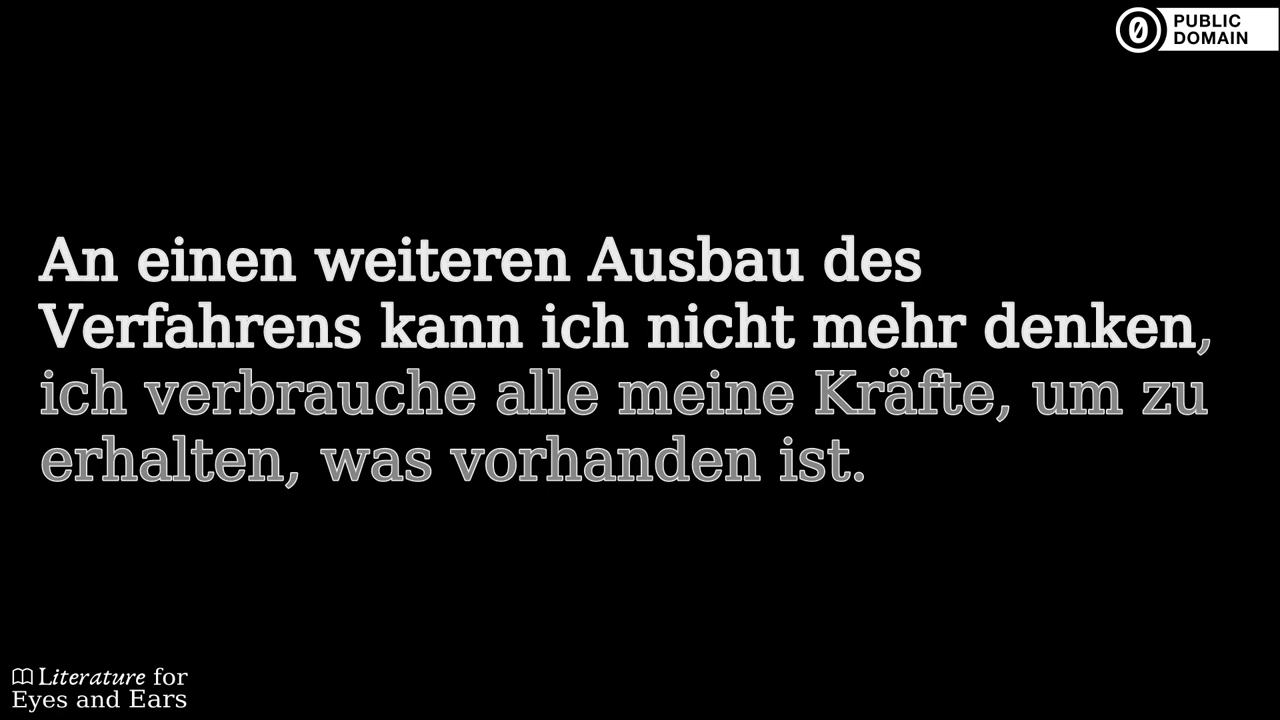 PUBLIC
DOMAIN
An einen weiteren Ausbau des
Verfahrens kann ich nicht mehr denken,
ich verbrauche alle meine Kräfte, um zu
erhalten, was vorhanden ist.
Literature for
Eyes and Ears